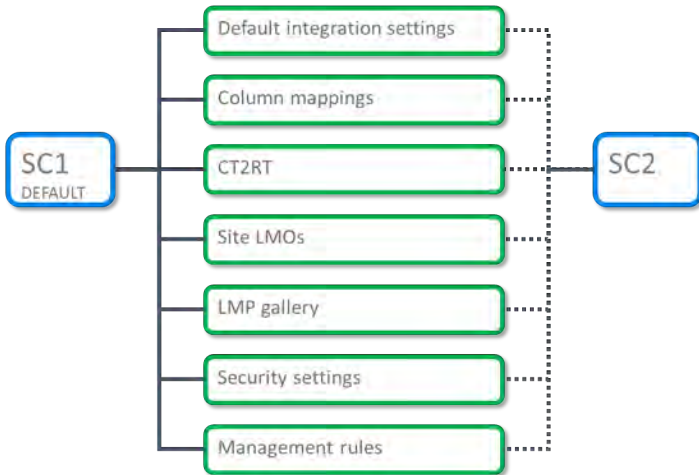 Default integration settings
Column mappings
SC1
DEFAULT
CT2RT
SC2
Site LMOs
LMP gallery
Security settings
Management rules